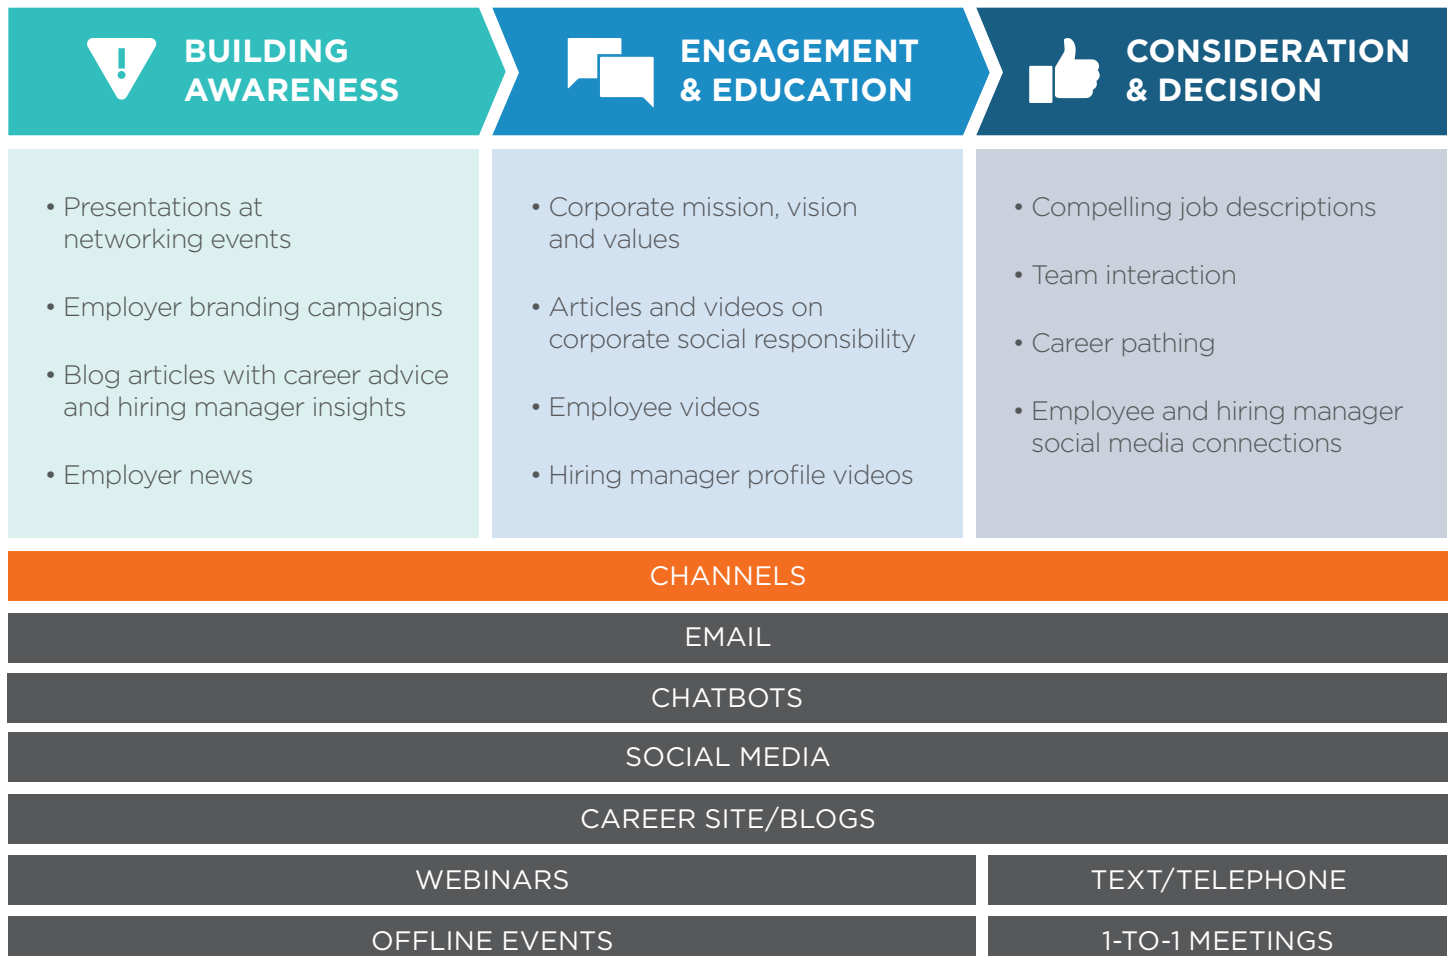 BUILDING
AWARENESS
ENGAGEMENT
& EDUCATION
CONSIDERATION
& DECISION
• Presentations at
networking events
• Employer branding campaigns
• Blog articles with career advice
and hiring manager insights
• Employer news
• Corporate mission, vision
and values
• Articles and videos on
corporate social responsibility
• Employee videos
• Hiring manager profile videos
• Compelling job descriptions
• Team interaction
• Career pathing
• Employee and hiring manager
social media connections
CHANNELS
EMAIL
CHATBOTS
SOCIAL MEDIA
CAREER SITE/BLOGS
WEBINARS
TEXT/TELEPHONE
OFFLINE EVENTS
1-TO-1 MEETINGS